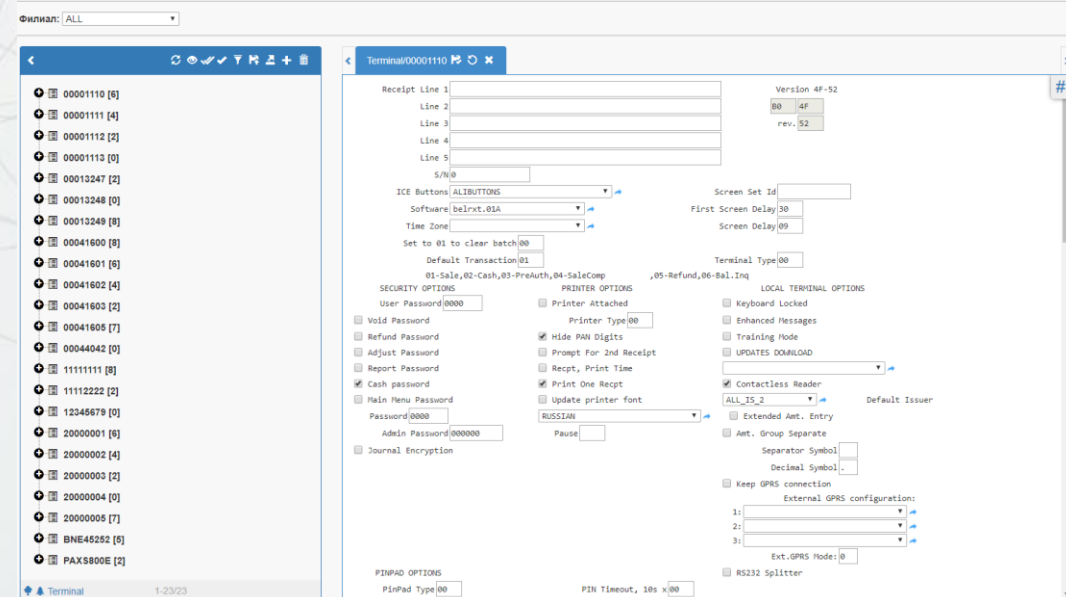 Филиал: ALL
00001110 [6]
00001111 [4]
00001112 [2]
00001113 [0]
00013247 [2]
00013248 [0]
00013249 [8]
00041600 [8]
00041601 [6]
00041602 [4]
00041603 [2]
00041605 [7]
00044042 [0]
11111111 [8]
11112222 [2]
12345679 [0]
20000001 [6]
20000002 [4]
20000003 [2]
20000004 [0]
20000005 [7]
BNE45252 [5]
PAXS800E [2]
Terminal 1-23/23
Terminal/00001110
#
Receipt Line 1 Version 4F-52
Line 2 B0 4F
Line 3 rev. 52
Line 4
Line 5
S/N 0
ICE Buttons ALIBUTTONS Screen Set Id
Software belrxt.01A First Screen Delay 30
Time Zone Screen Delay 09
Set to 01 to clear batch 00
Default Transaction 01 Terminal Type 00
01-Sale,02-Cash,03-PreAuth,04-SaleComp ,05-Refund,06-Bal.Inq
SECURITY OPTIONS PRINTER OPTIONS LOCAL TERMINAL OPTIONS
User Password 0000 Printer Attached Keyboard Locked
Void Password Printer Type 00 Enhanced Messages
Refund Password Hide PAN Digits Training Mode
Adjust Password Prompt For 2nd Receipt UPDATES DOWNLOAD
Report Password Recpt, Print Time
Cash password Print One Recpt Contactless Reader
Main Menu Password Update printer font ALL_IS_2 Default Issuer
Password 0000 RUSSIAN Extended Amt. Entry
Admin Password 000000 Pause Amt. Group Separate
Journal Encryption Separator Symbol
Decimal Symbol .
Keep GPRS connection
External GPRS configuration:
1:
2:
3:
Ext.GPRS Mode: 0
PINPAD OPTIONS RS232 Splitter
PinPad Type 00 PIN Timeout, 10s x 00